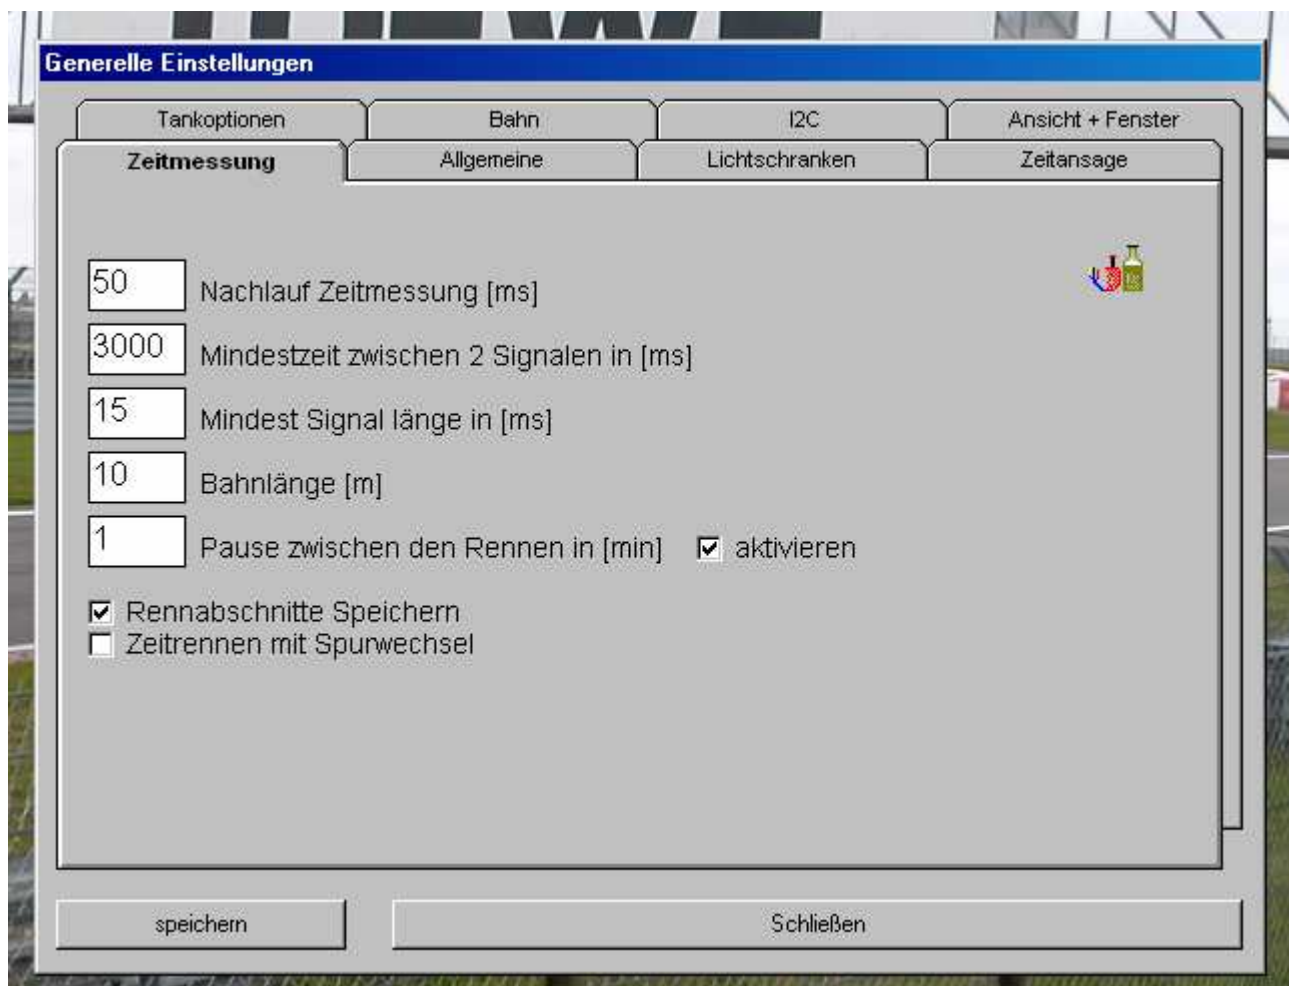 Generelle Einstellungen
Tankoptionen Bahn I2C Ansicht + Fenster
Zeitmessung Allgemeine Lichtschranken Zeitansage
50 Nachlauf Zeitmessung [ms]
3000 Mindestzeit zwischen 2 Signalen in [ms]
15 Mindest Signal länge in [ms]
10 Bahnlänge [m]
1 Pause zwischen den Rennen in [min] aktivieren
Rennabschnitte Speichern
Zeitrennen mit Spurwechsel
speichern Schließen